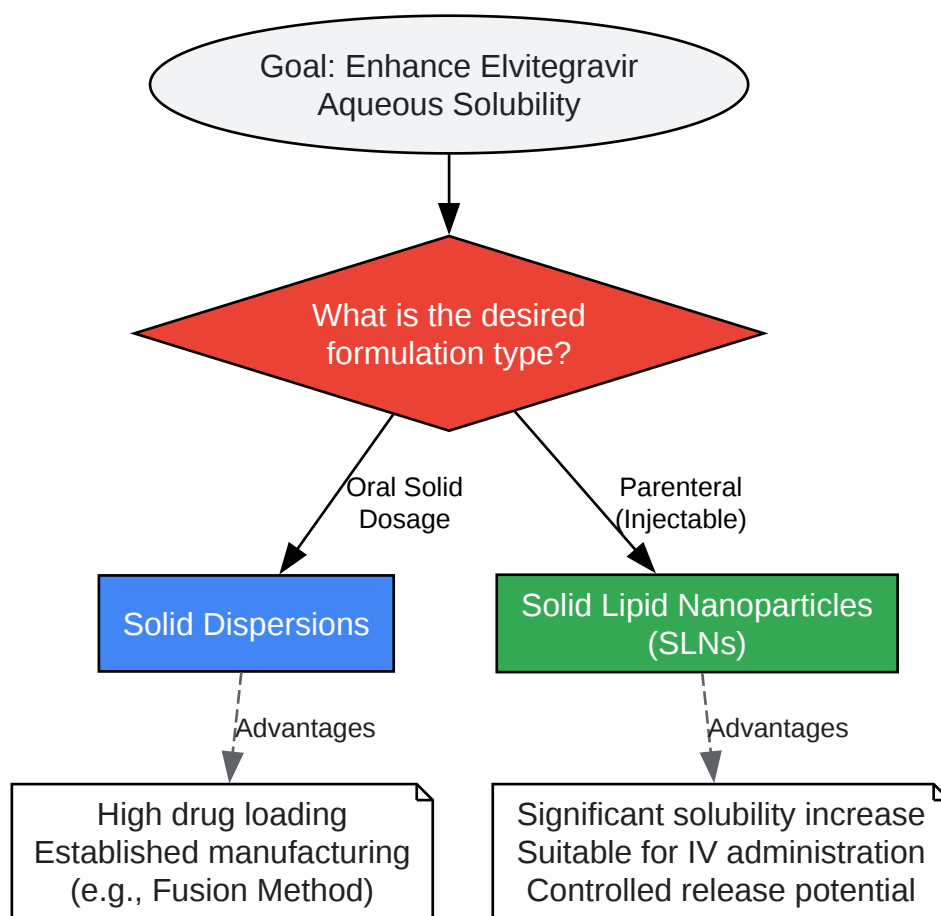 Goal: Enhance Elvitegravir
Aqueous Solubility
What is the desired
formulation type?
Oral Solid
Dosage
Parenteral
(Injectable)
Solid Dispersions
Solid Lipid Nanoparticles
(SLNs)
Advantages
Advantages
High drug loading
Established manufacturing
(e.g., Fusion Method)
Significant solubility increase
Suitable for IV administration
Controlled release potential